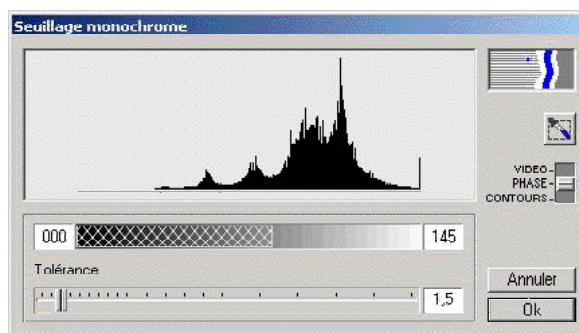 Seuillage monochrome
VIDEO
PHASE
CONTOURS
000
145
Tolérance
1,5
Annuler
Ok